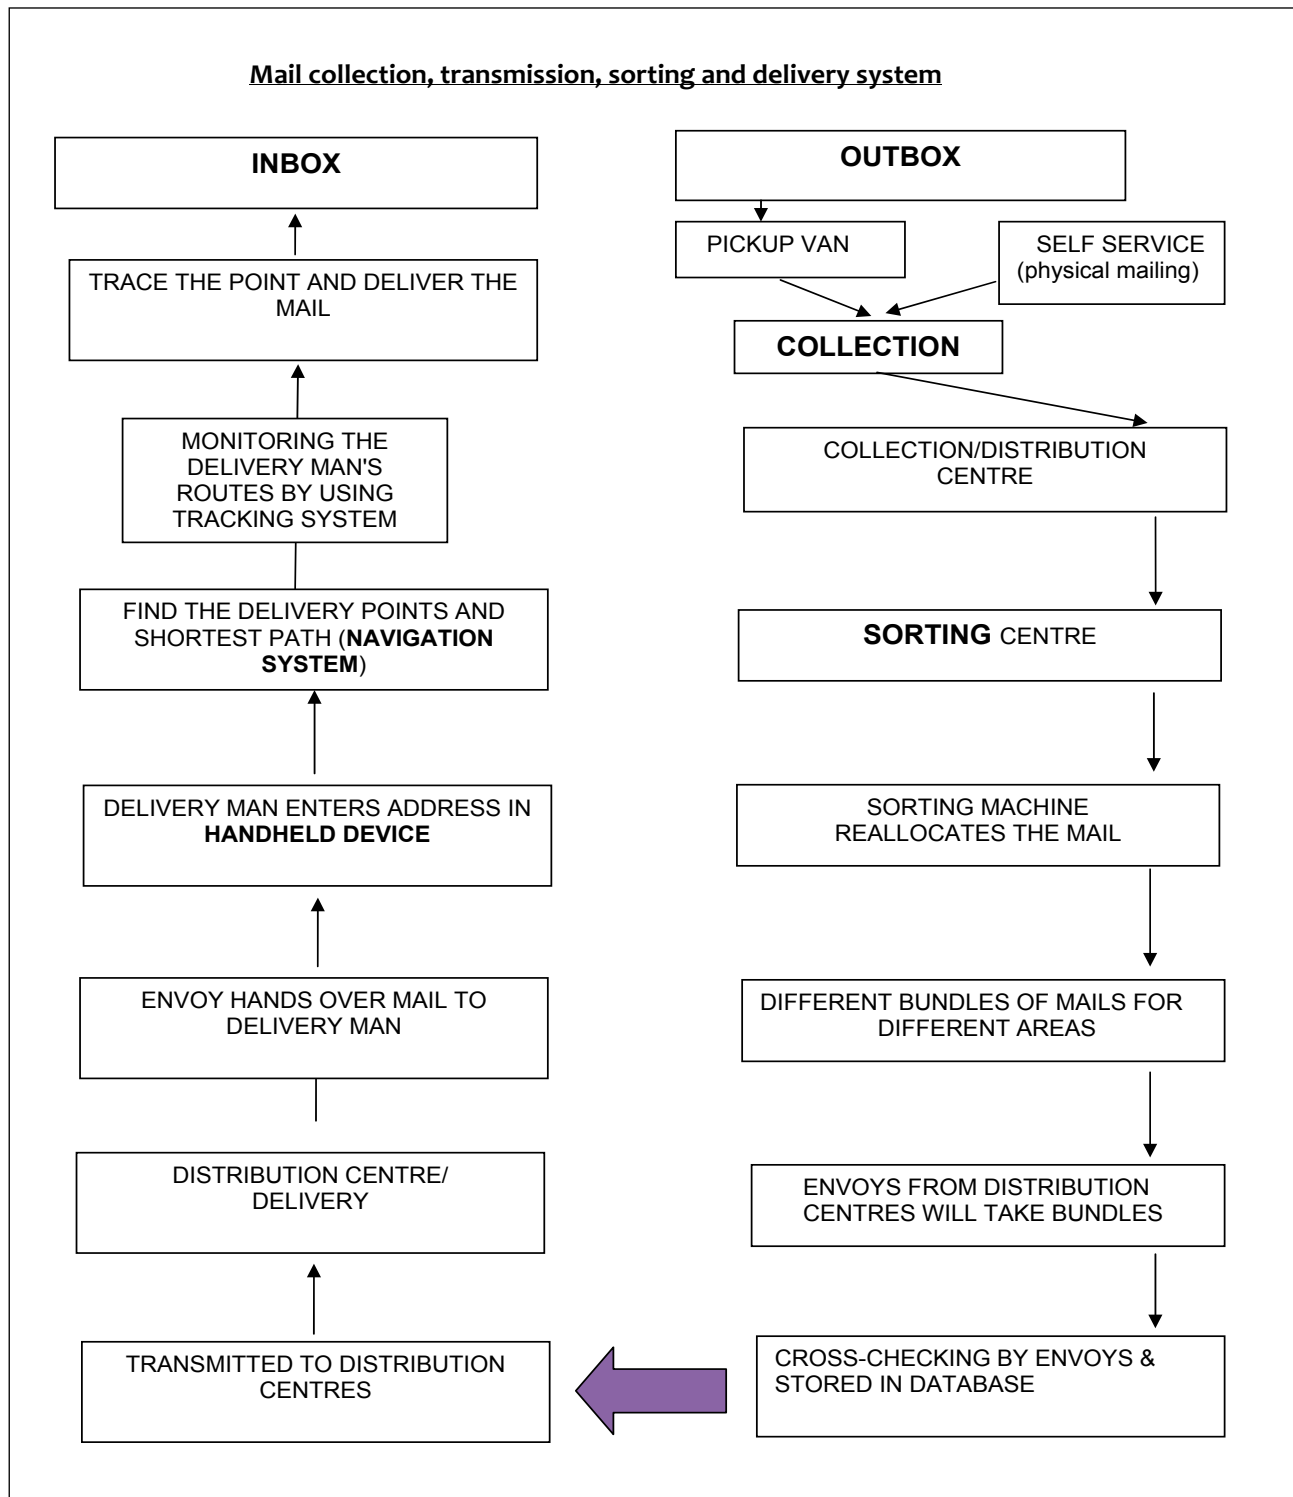 Mail collection, transmission, sorting and delivery system
INBOX
TRACE THE POINT AND DELIVER THE
MAIL
MONITORING THE
DELIVERY MAN'S
ROUTES BY USING
TRACKING SYSTEM
FIND THE DELIVERY POINTS AND
SHORTEST PATH (NAVIGATION
SYSTEM)
DELIVERY MAN ENTERS ADDRESS IN
HANDHELD DEVICE
ENVOY HANDS OVER MAIL TO
DELIVERY MAN
DISTRIBUTION CENTRE/
DELIVERY
TRANSMITTED TO DISTRIBUTION
CENTRES
OUTBOX
PICKUP VAN
SELF SERVICE
(physical mailing)
COLLECTION
COLLECTION/DISTRIBUTION
CENTRE
SORTING CENTRE
SORTING MACHINE
REALLOCATES THE MAIL
DIFFERENT BUNDLES OF MAILS FOR
DIFFERENT AREAS
ENVOYS FROM DISTRIBUTION
CENTRES WILL TAKE BUNDLES
CROSS-CHECKING BY ENVOYS &
STORED IN DATABASE